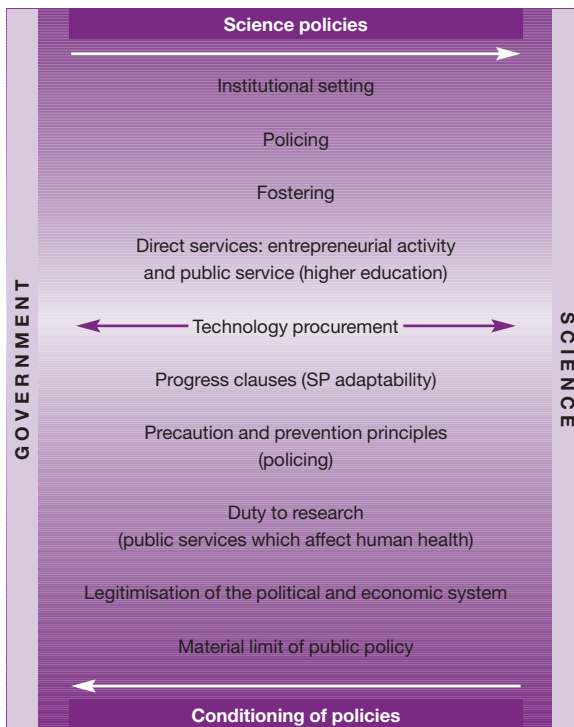 Science policies
Institutional setting
Policing
Fostering
Direct services: entrepreneurial activity
and public service (higher education)
GOVERNMENT
Technology procurement
SCIENCE
Progress clauses (SP adaptability)
Precaution and prevention principles
(policing)
Duty to research
(public services which affect human health)
Legitimisation of the political and economic system
Material limit of public policy
Conditioning of policies